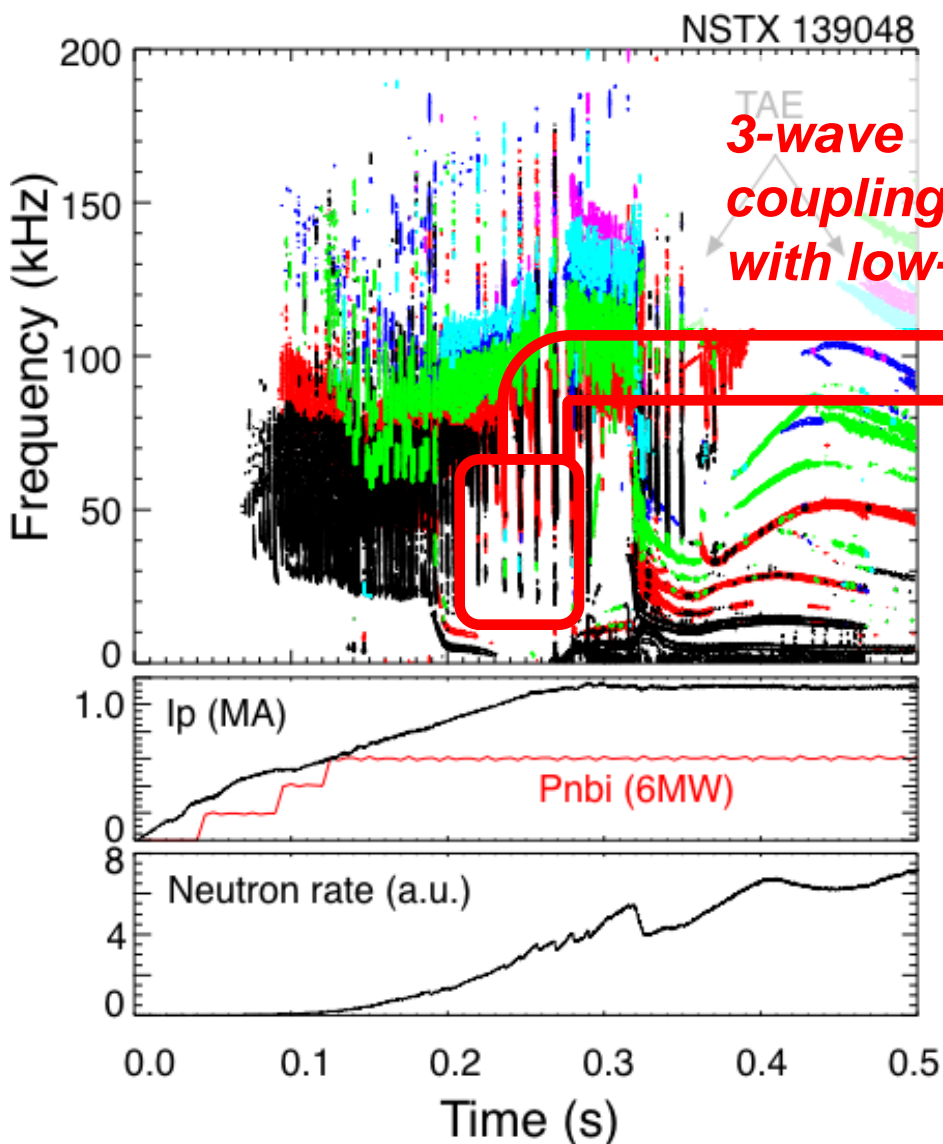 NSTX 139048
200
TAE
3-wave
coupling
with low-
150
100
50
0
Frequency (kHz)
1.0
Ip (MA)
Pnbi (6MW)
0
8
Neutron rate (a.u.)
4
0
0.0 0.1 0.2 0.3 0.4 0.5
Time (s)